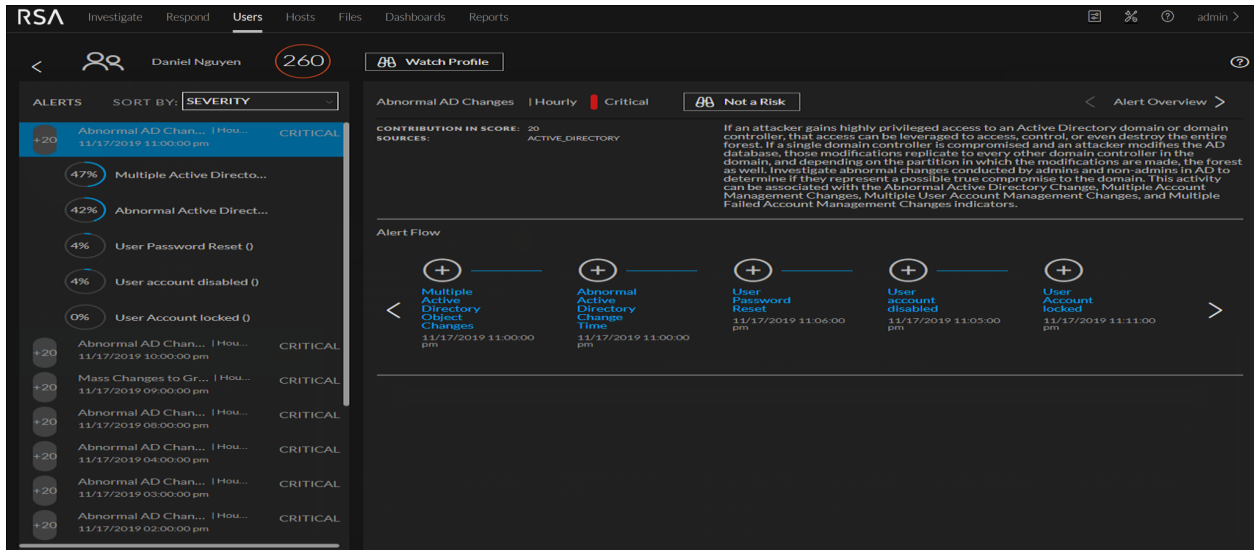 RSA Investigate Respond Users Hosts Files Dashboards Reports admin >
Daniel Nguyen 260 Watch Profile
ALERTS SORT BY: SEVERITY
+20 Abnormal AD Chan... | Hou... CRITICAL
11/17/2019 11:00:00 pm
47% Multiple Active Directo...
42% Abnormal Active Direct...
4% User Password Reset ()
4% User account disabled ()
0% User Account locked ()
+20 Abnormal AD Chan... | Hou... CRITICAL
11/17/2019 10:00:00 pm
+20 Mass Changes to Gr... | Hou... CRITICAL
11/17/2019 09:00:00 pm
+20 Abnormal AD Chan... | Hou... CRITICAL
11/17/2019 08:00:00 pm
+20 Abnormal AD Chan... | Hou... CRITICAL
11/17/2019 04:00:00 pm
+20 Abnormal AD Chan... | Hou... CRITICAL
11/17/2019 03:00:00 pm
+20 Abnormal AD Chan... | Hou... CRITICAL
11/17/2019 02:00:00 pm
Abnormal AD Changes | Hourly Critical Not a Risk < Alert Overview >
CONTRIBUTION IN SCORE: 20
SOURCES: ACTIVE_DIRECTORY
If an attacker gains highly privileged access to an Active Directory domain or domain
controller, that access can be leveraged to access, control, or even destroy the entire
forest. If a single domain controller is compromised and an attacker modifies the AD
database, those modifications replicate to every other domain controller in the
domain, and depending on the partition in which the modifications are made, the forest
as well. Investigate abnormal changes conducted by admins and non-admins in AD to
determine if they represent a possible true compromise to the domain. This activity
can be associated with the Abnormal Active Directory Change, Multiple Account
Management Changes, Multiple User Account Management Changes, and Multiple
Failed Account Management Changes indicators.
Alert Flow
Multiple
Active
Directory
Object
Changes
11/17/2019 11:00:00
pm
Abnormal
Active
Directory
Change
Time
11/17/2019 11:00:00
pm
User
Password
Reset
11/17/2019 11:06:00
pm
User
account
disabled
11/17/2019 11:05:00
pm
User
Account
locked
11/17/2019 11:11:00
pm